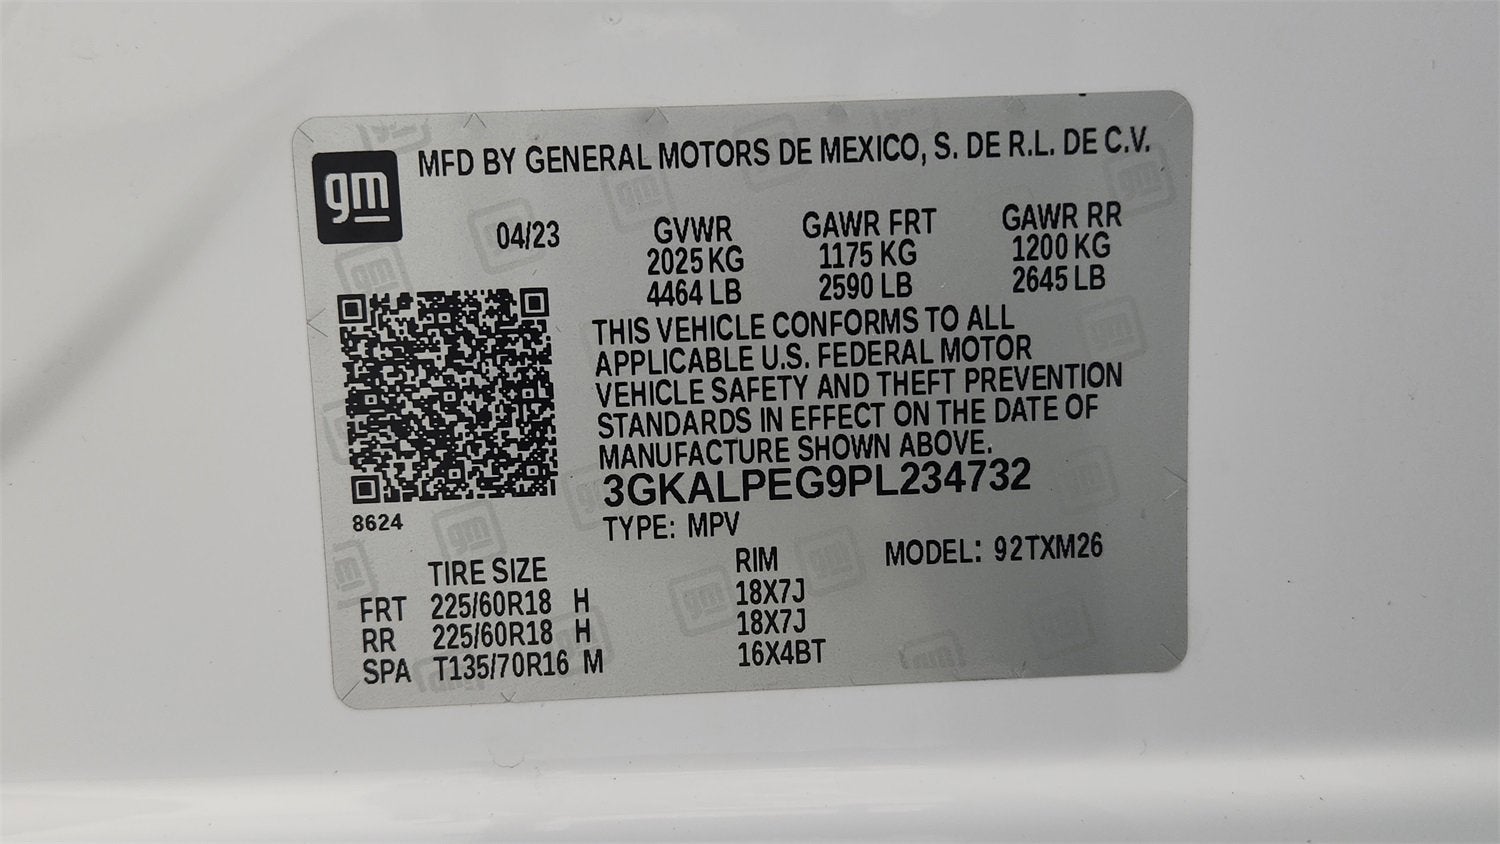 gm MFD BY GENERAL MOTORS DE MEXICO, S. DE R.L. DE C.V.
04/23 GVWR GAWR FRT GAWR RR
2025 KG 1175 KG 1200 KG
4464 LB 2590 LB 2645 LB
THIS VEHICLE CONFORMS TO ALL
APPLICABLE U.S. FEDERAL MOTOR
VEHICLE SAFETY AND THEFT PREVENTION
STANDARDS IN EFFECT ON THE DATE OF
MANUFACTURE SHOWN ABOVE.
3GKALPEG9PL234732
8624
TYPE: MPV
MODEL: 92TXM26
TIRE SIZE RIM
FRT 225/60R18 H 18X7J
RR 225/60R18 H 18X7J
SPA T135/70R16 M 16X4BT